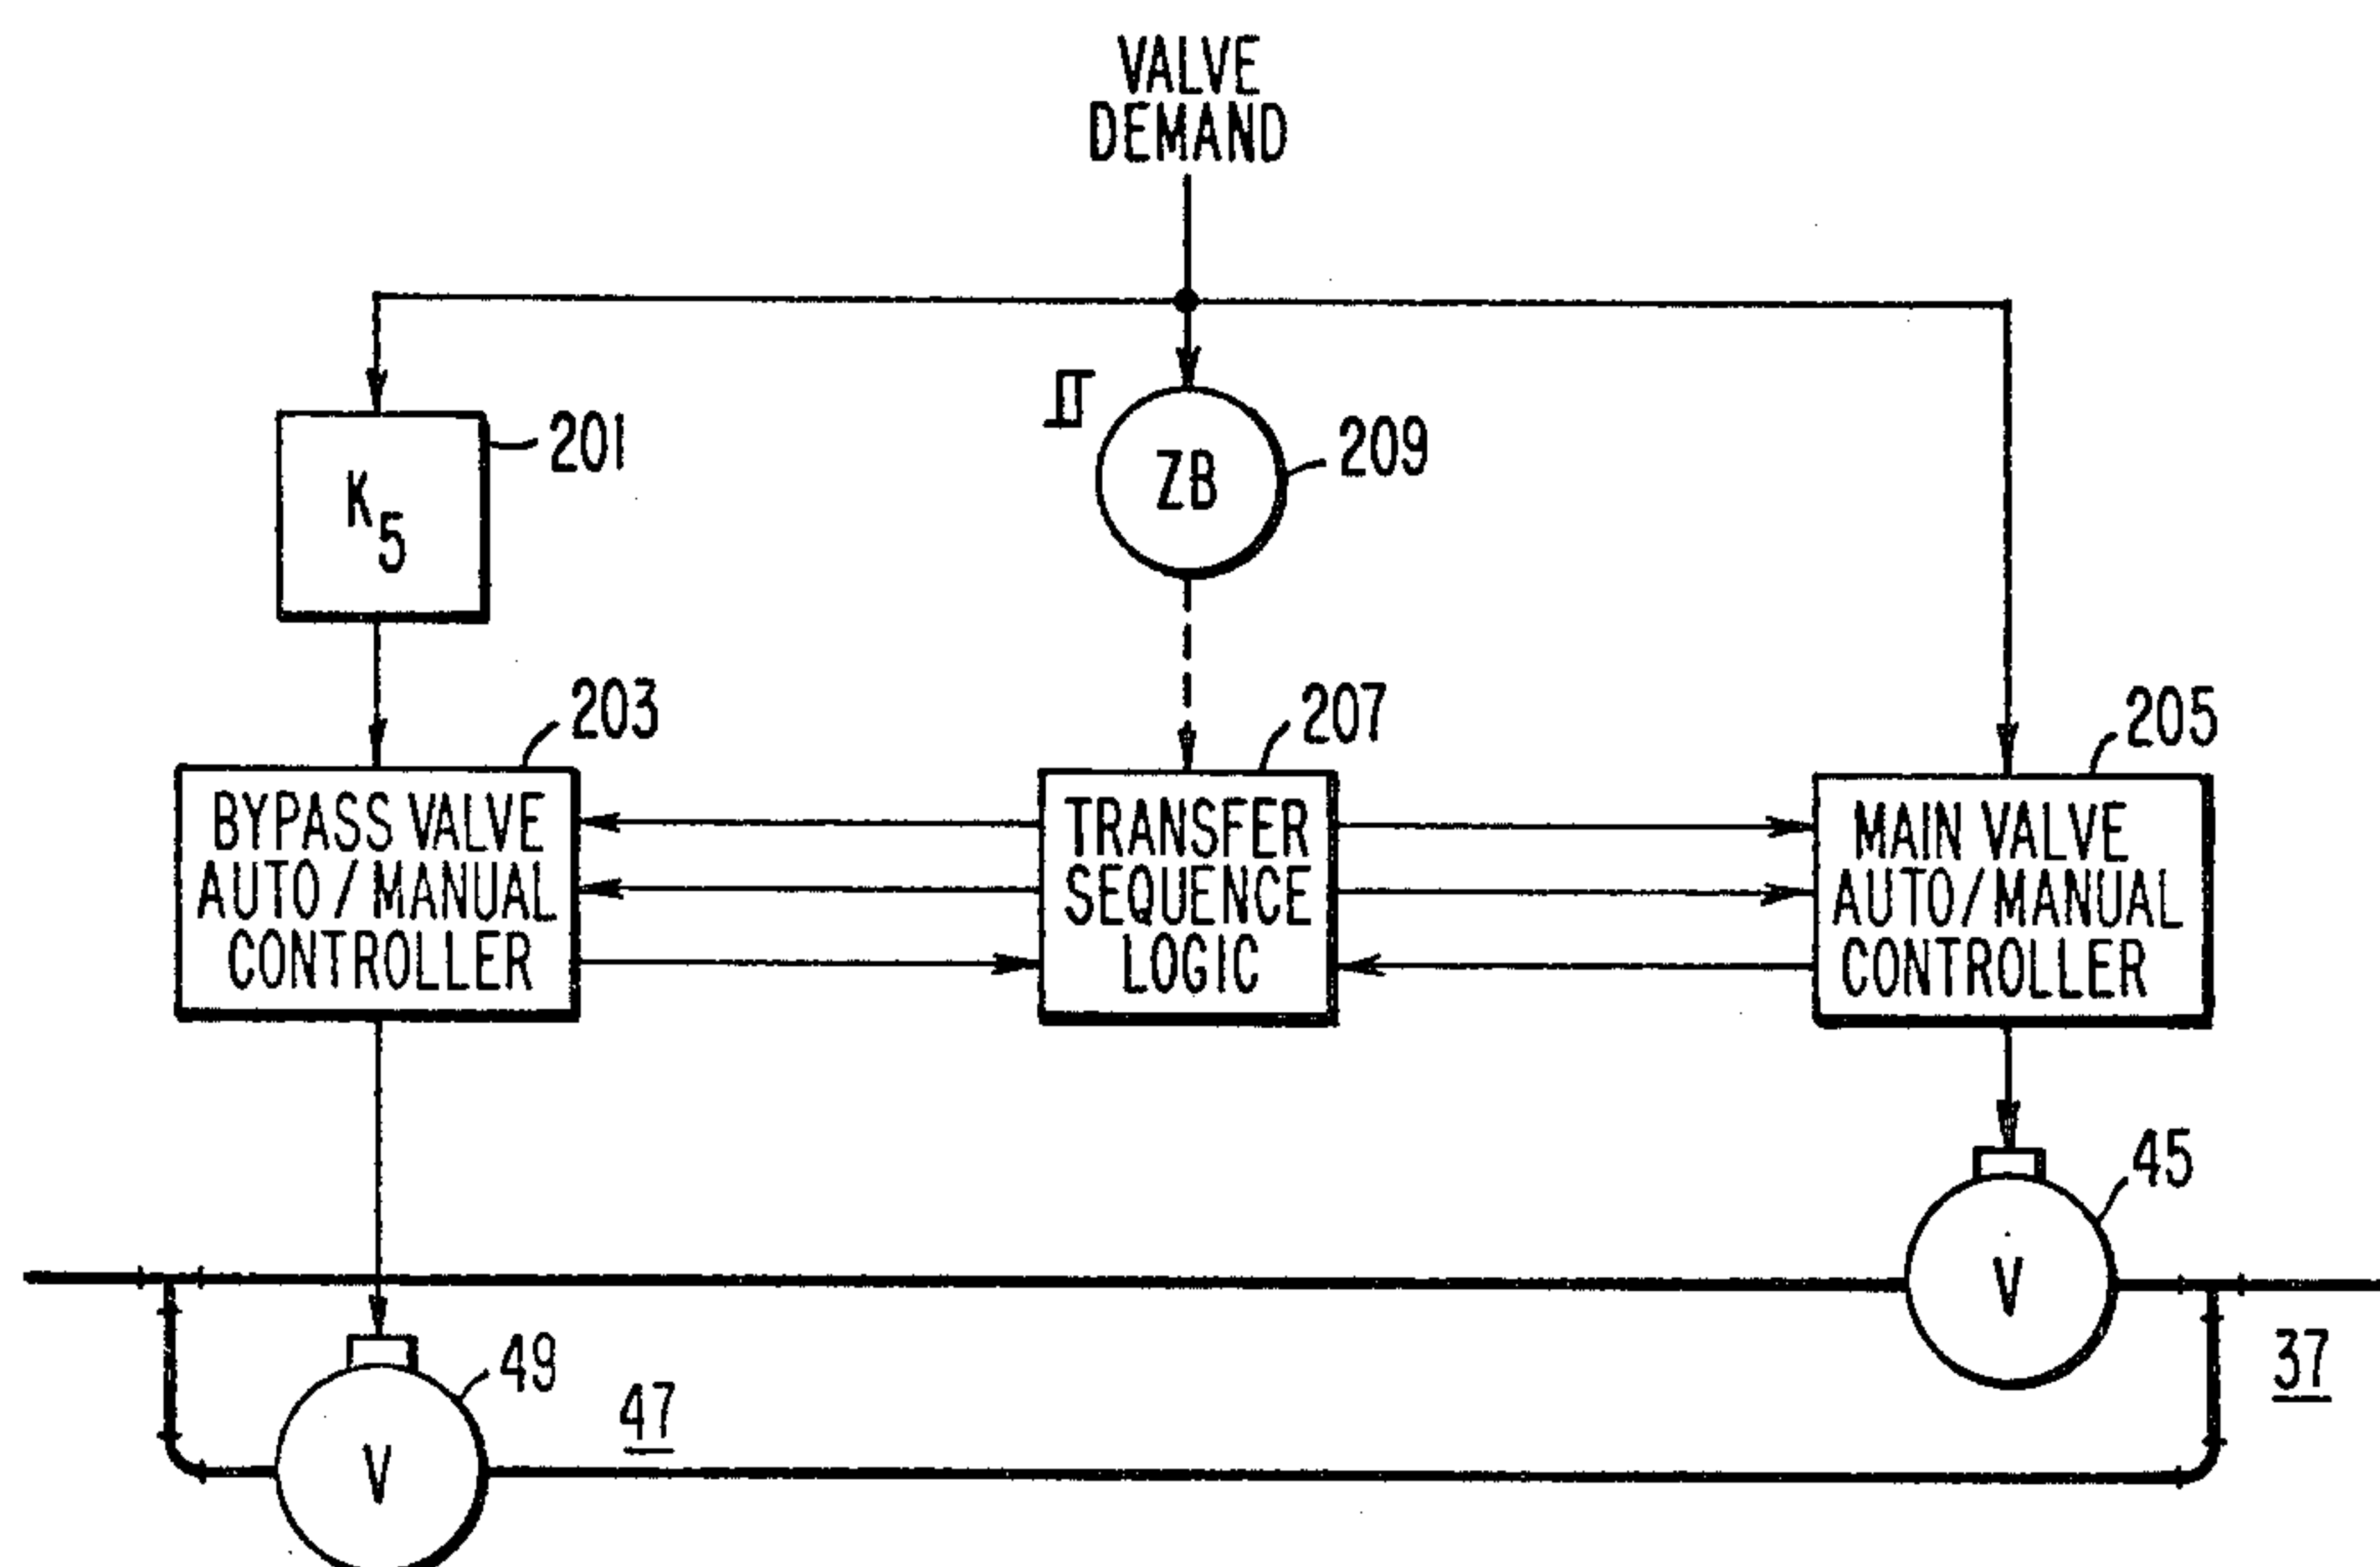 VALVE
DEMAND
201
K5
ZB
209
203
207
205
BYPASS VALVE
AUTO/MANUAL
CONTROLLER
TRANSFER
SEQUENCE
LOGIC
MAIN VALVE
AUTO/MANUAL
CONTROLLER
45
V
37
49
47
V